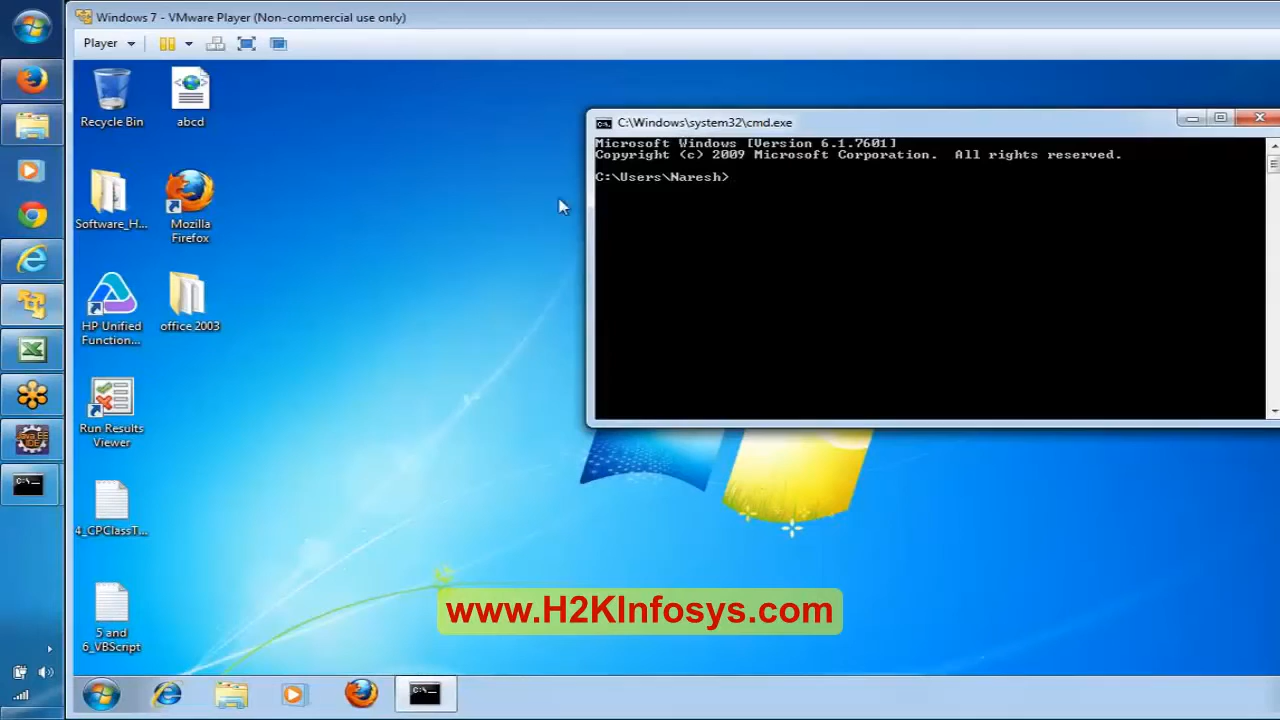 Windows 7 - VMware Player (Non-commercial use only)
Player
Recycle Bin
abcd
C:\Windows\system32\cmd.exe
Microsoft Windows [Version 6.1.7601]
Copyright (c) 2009 Microsoft Corporation.  All rights reserved.
C:\Users\Naresh>
Software_H...
Mozilla
Firefox
HP Unified
Function...
office 2003
Run Results
Viewer
4_CPClassT...
5 and
6_VBScript
www.H2KInfosys.com